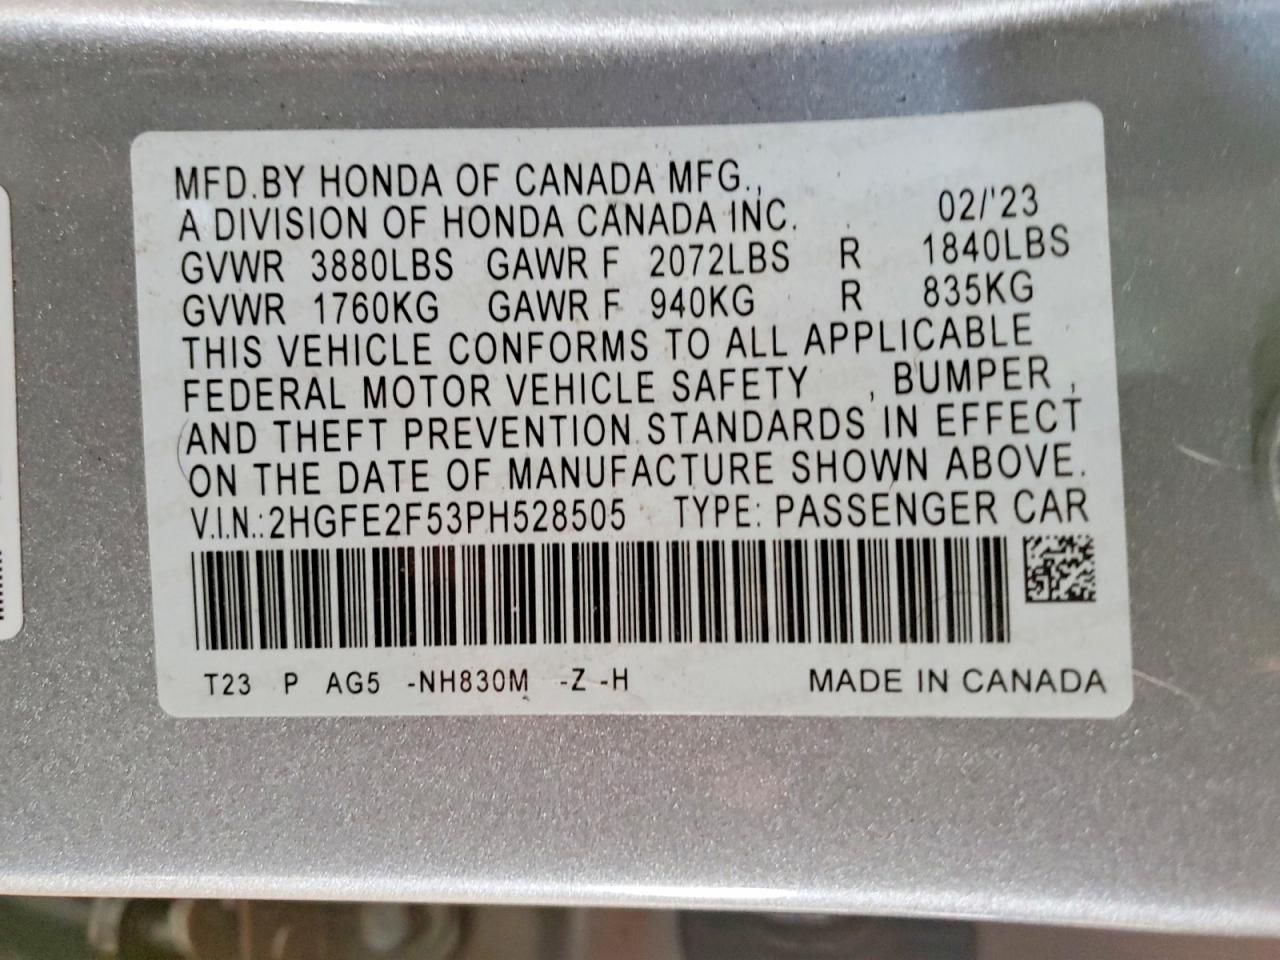 MFD.BY HONDA OF CANADA MFG.,
A DIVISION OF HONDA CANADA INC. 02/'23
GVWR 3880LBS GAWR F 2072LBS R 1840LBS
GVWR 1760KG GAWR F 940KG R 835KG
THIS VEHICLE CONFORMS TO ALL APPLICABLE
FEDERAL MOTOR VEHICLE SAFETY , BUMPER ,
AND THEFT PREVENTION STANDARDS IN EFFECT
ON THE DATE OF MANUFACTURE SHOWN ABOVE.
V.I.N.:2HGFE2F53PH528505 TYPE: PASSENGER CAR
T23 P AG5 -NH830M -Z -H MADE IN CANADA